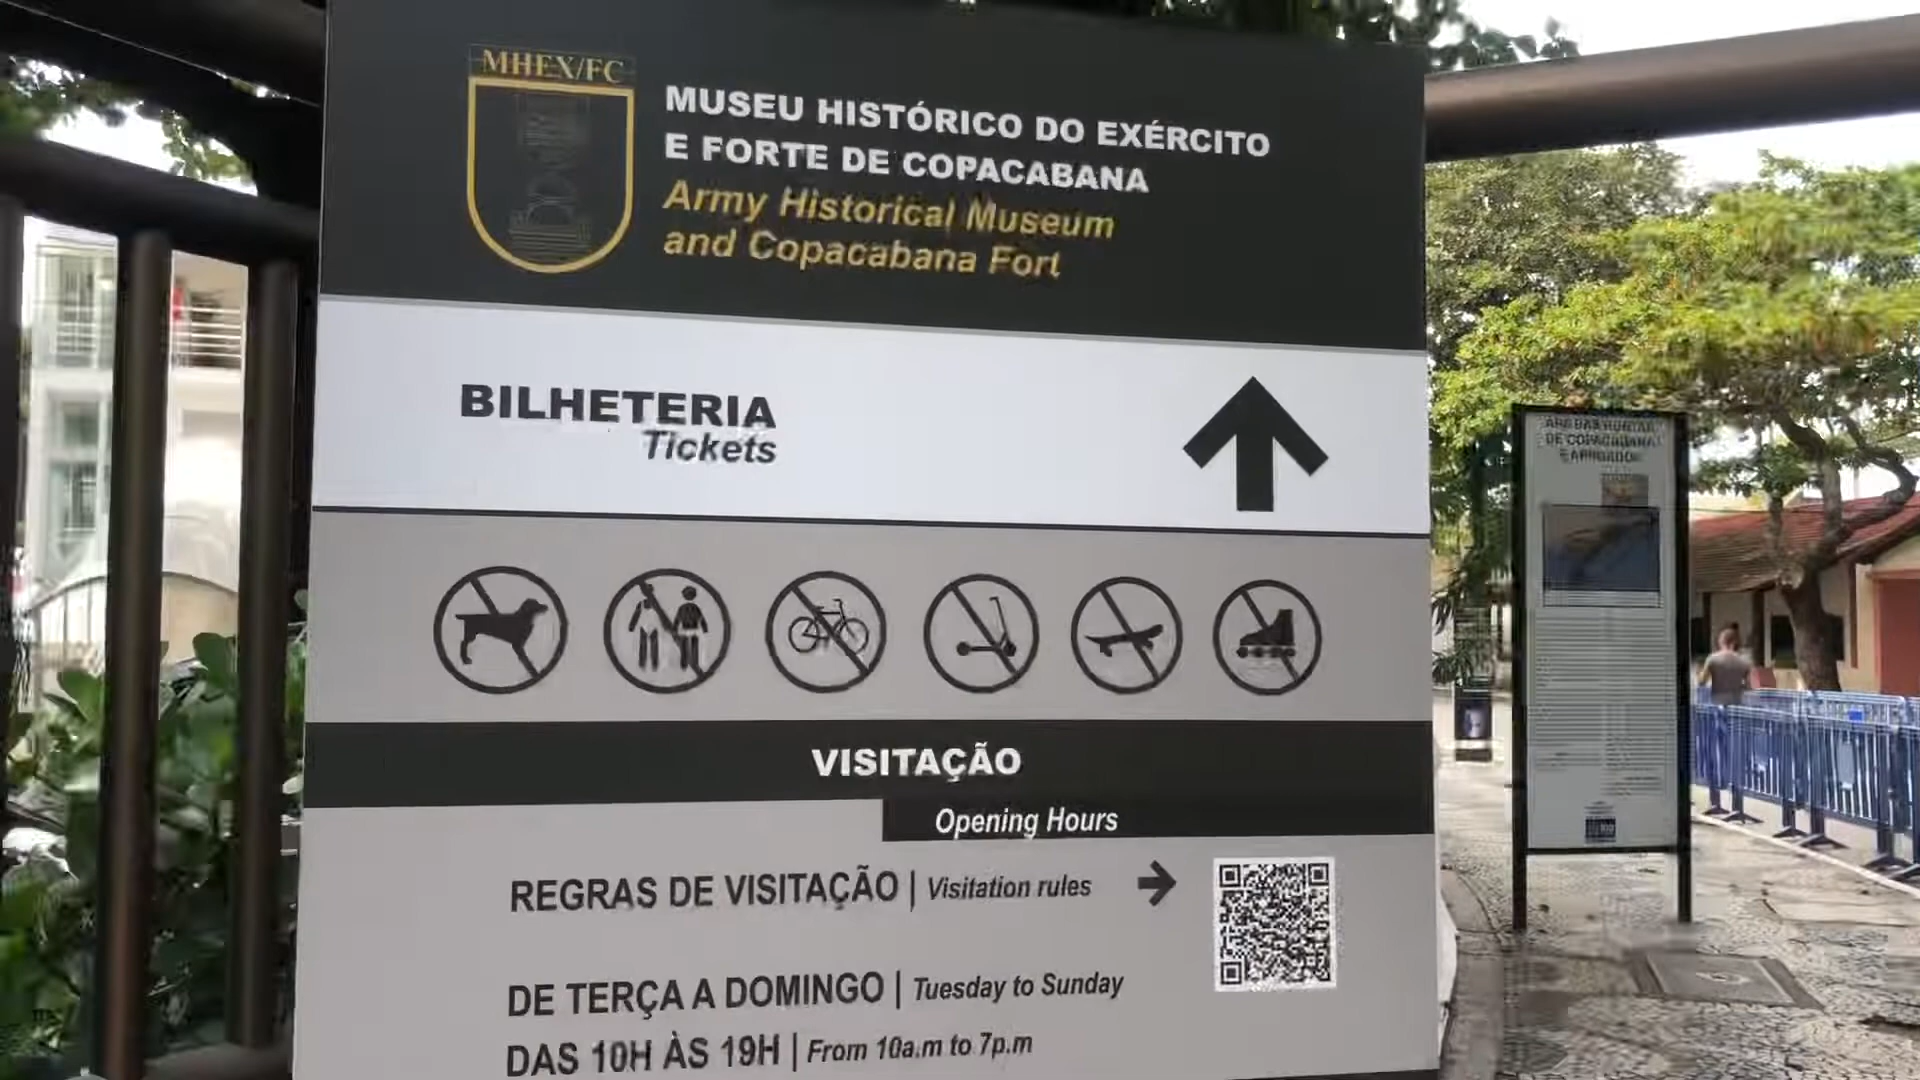 MHEX/FC
MUSEU HISTÓRICO DO EXÉRCITO
E FORTE DE COPACABANA
Army Historical Museum
and Copacabana Fort
BILHETERIA
Tickets
VISITAÇÃO
Opening Hours
REGRAS DE VISITAÇÃO | Visitation rules
DE TERÇA A DOMINGO | Tuesday to Sunday
DAS 10H ÀS 19H | From 10a.m to 7p.m
DE COPACABANA